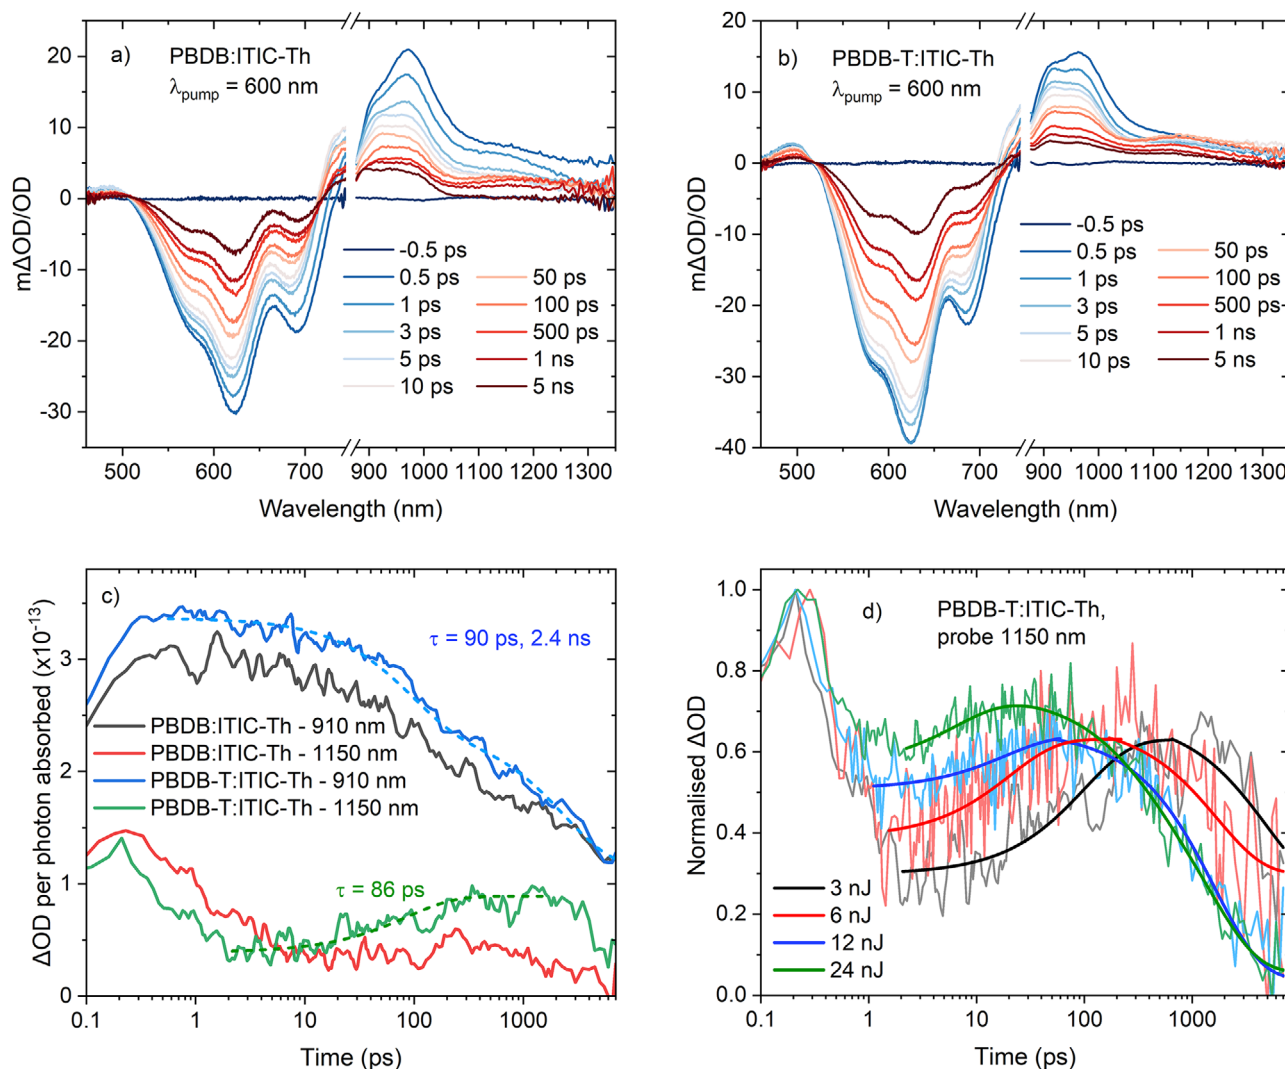 a) PBDB:ITIC-Th
λpump = 600 nm
20
10
0
-10
-20
-30
mΔOD/OD
-0.5 ps
0.5 ps
1 ps
3 ps
5 ps
10 ps
50 ps
100 ps
500 ps
1 ns
5 ns
500 600 700 900 1000 1100 1200 1300
Wavelength (nm)
b) PBDB-T:ITIC-Th
λpump = 600 nm
20
10
0
-10
-20
-30
-40
mΔOD/OD
-0.5 ps
0.5 ps
1 ps
3 ps
5 ps
10 ps
50 ps
100 ps
500 ps
1 ns
5 ns
500 600 700 900 1000 1100 1200 1300
Wavelength (nm)
c)
τ = 90 ps, 2.4 ns
PBDB:ITIC-Th - 910 nm
PBDB:ITIC-Th - 1150 nm
PBDB-T:ITIC-Th - 910 nm
PBDB-T:ITIC-Th - 1150 nm
τ = 86 ps
3
2
1
0
ΔOD per photon absorbed (x10⁻¹³)
0.1 1 10 100 1000
Time (ps)
d) PBDB-T:ITIC-Th,
probe 1150 nm
1.0
0.8
0.6
0.4
0.2
0.0
Normalised ΔOD
3 nJ
6 nJ
12 nJ
24 nJ
0.1 1 10 100 1000
Time (ps)